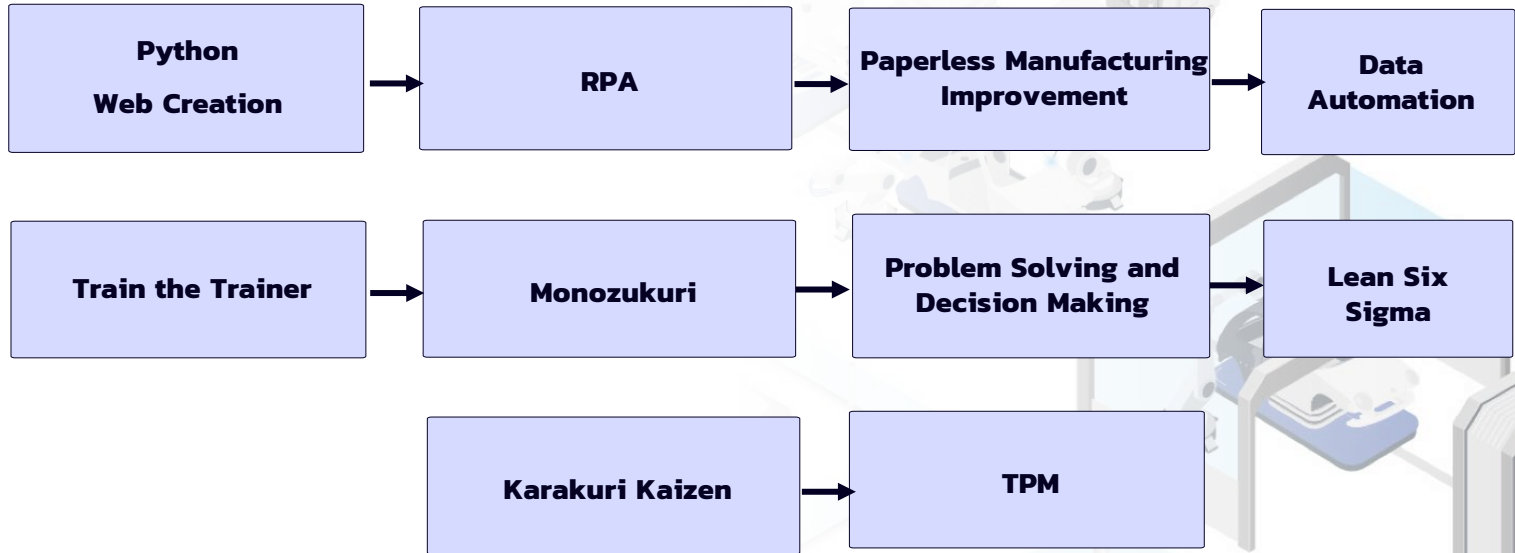 Python
Web Creation
RPA
Paperless Manufacturing
Improvement
Data
Automation
Train the Trainer
Monozukuri
Problem Solving and
Decision Making
Lean Six
Sigma
Karakuri Kaizen
TPM